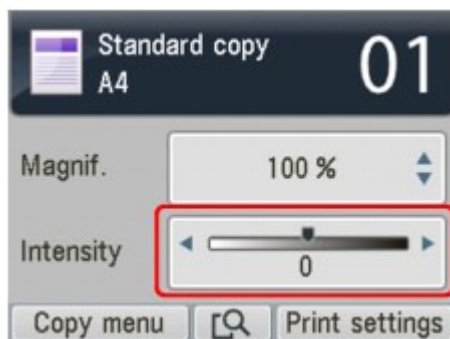 Standard copy
A4
01
Magnif.
100 %
Intensity
0
Copy menu
Print settings